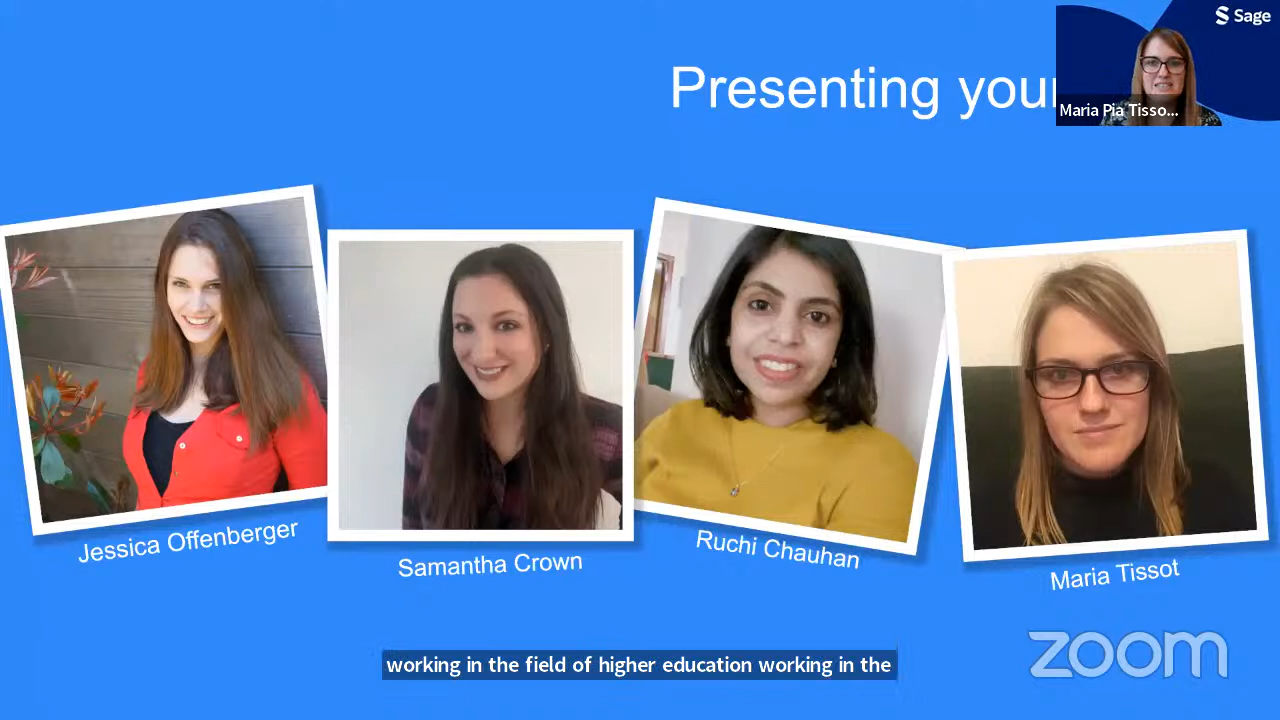 Sage
Presenting your
Maria Pia Tisso...
Jessica Offenberger
Samantha Crown
Ruchi Chauhan
Maria Tissot
working in the field of higher education working in the
zoom